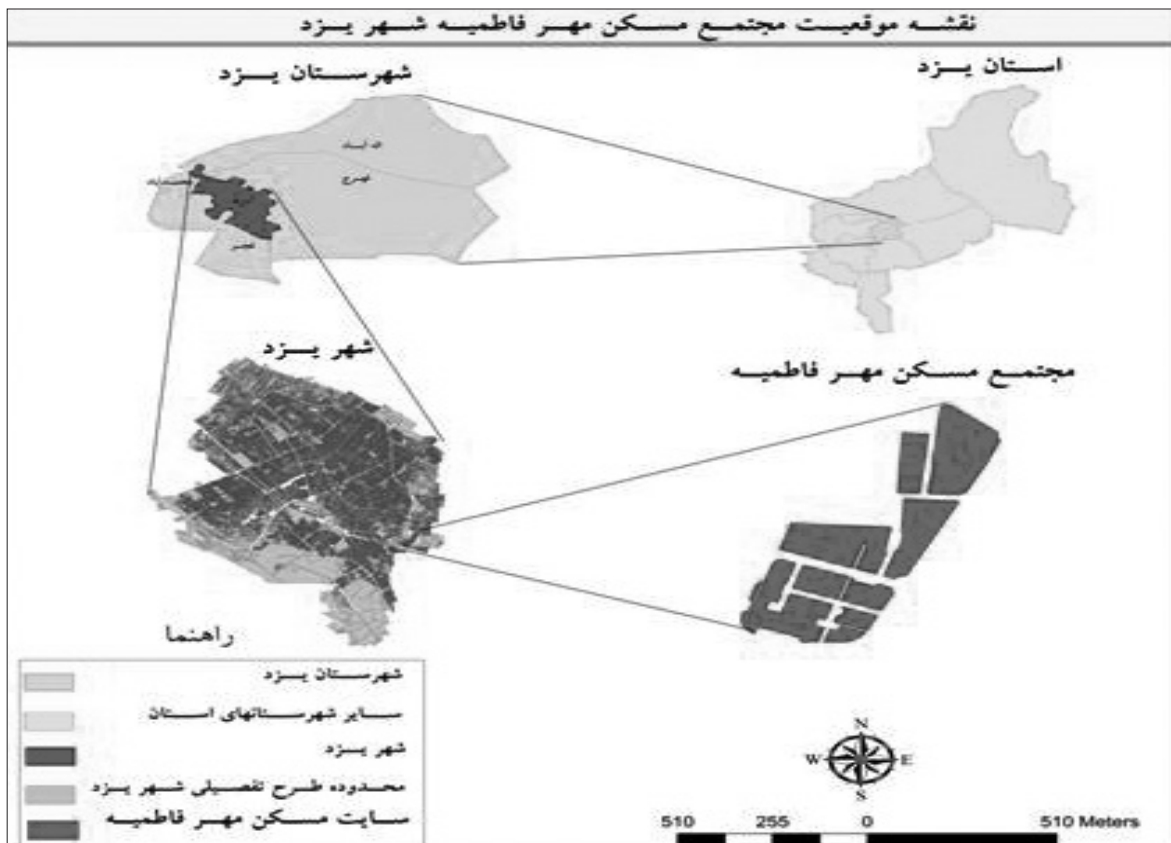 نقشه موقعیت مجتمع مسکن مهر فاطمیه شهر یزد
استان یزد
شهرستان یزد
فهرج
فجر
شهر یزد
مجتمع مسکن مهر فاطمیه
راهنما
شهرستان یزد
سایر شهرستانهای استان
شهر یزد
محدوده طرح تفصیلی شهر یزد
سایت مسکن مهر فاطمیه
N
W E
S
510 255 0 510 Meters